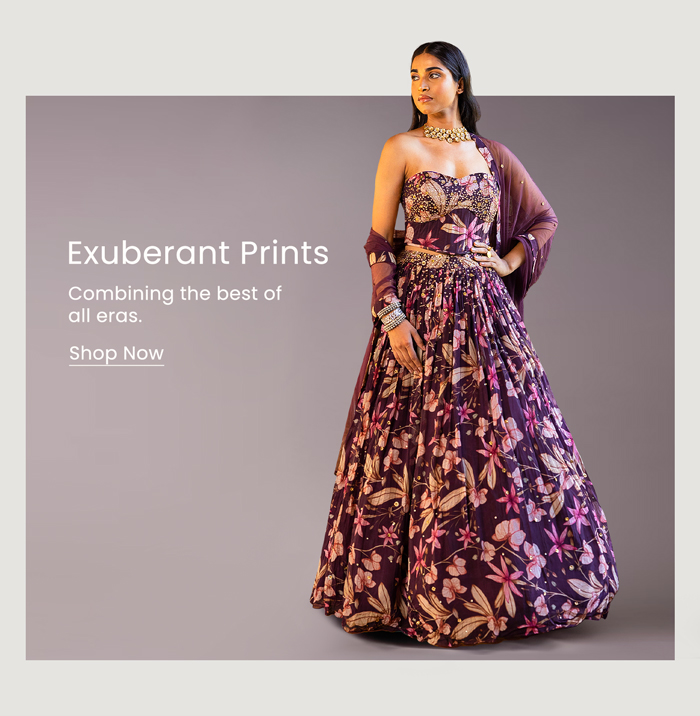 Exuberant Prints
Combining the best of
all eras.
Shop Now